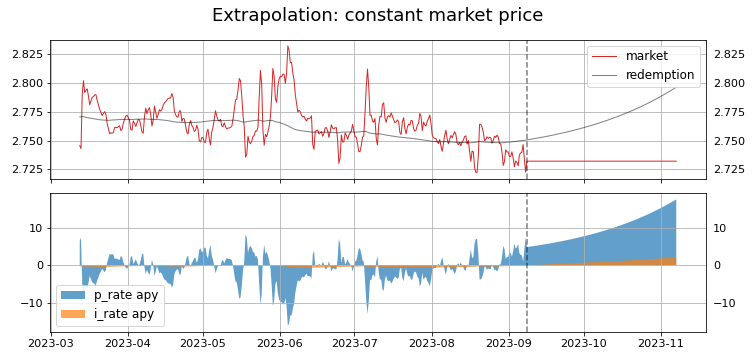 Extrapolation: constant market price
2.825 2.825
2.800 2.800
2.775 2.775
2.750 2.750
2.725 2.725
market
redemption
10 10
0 0
−10 −10
p_rate apy
i_rate apy
2023-03 2023-04 2023-05 2023-06 2023-07 2023-08 2023-09 2023-10 2023-11